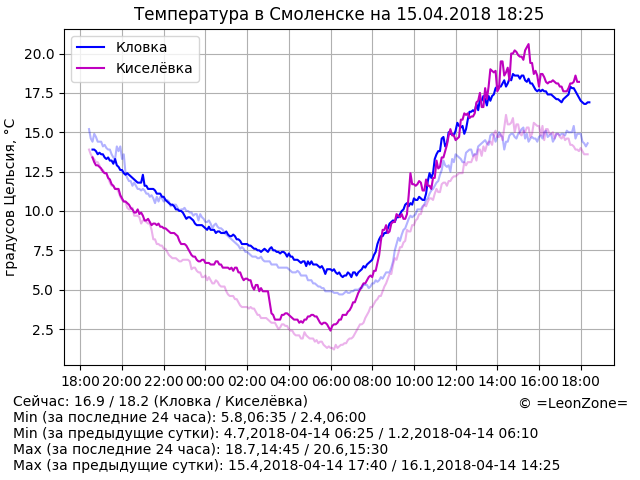 Температура в Смоленске на 15.04.2018 18:25
Кловка
Киселёвка
градусов Цельсия, °C
20.0
17.5
15.0
12.5
10.0
7.5
5.0
2.5
18:00 20:00 22:00 00:00 02:00 04:00 06:00 08:00 10:00 12:00 14:00 16:00 18:00
Сейчас: 16.9 / 18.2 (Кловка / Киселёвка)
© =LeonZone=
Min (за последние 24 часа): 5.8,06:35 / 2.4,06:00
Min (за предыдущие сутки): 4.7,2018-04-14 06:25 / 1.2,2018-04-14 06:10
Max (за последние 24 часа): 18.7,14:45 / 20.6,15:30
Max (за предыдущие сутки): 15.4,2018-04-14 17:40 / 16.1,2018-04-14 14:25